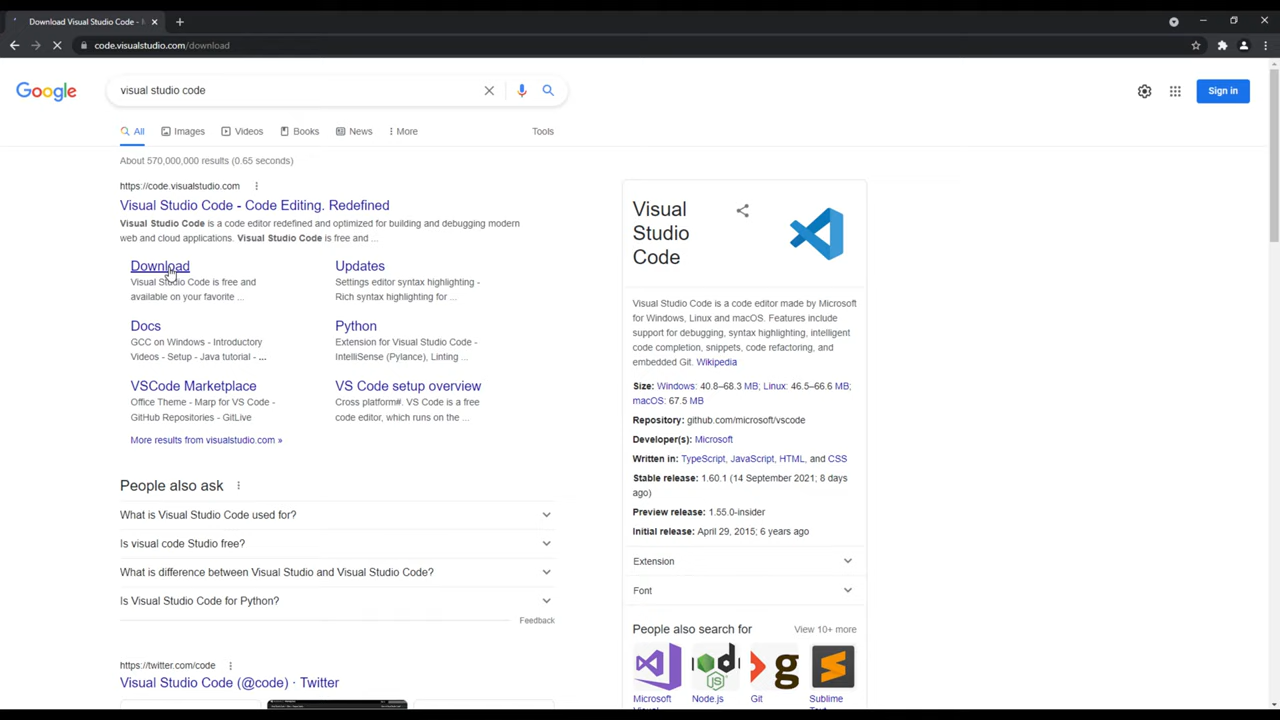 Download Visual Studio Code -
code.visualstudio.com/download
Google
visual studio code
Sign in
All
Images
Videos
Books
News
More
Tools
About 570,000,000 results (0.65 seconds)
https://code.visualstudio.com
Visual Studio Code - Code Editing. Redefined
Visual Studio Code is a code editor redefined and optimized for building and debugging modern
web and cloud applications. Visual Studio Code is free and ...
Download
Visual Studio Code is free and
available on your favorite ...
Updates
Settings editor syntax highlighting -
Rich syntax highlighting for ...
Docs
GCC on Windows - Introductory
Videos - Setup - Java tutorial - ...
Python
Extension for Visual Studio Code -
IntelliSense (Pylance), Linting ...
VSCode Marketplace
Office Theme - Marp for VS Code -
GitHub Repositories - GitLive
VS Code setup overview
Cross platform#. VS Code is a free
code editor, which runs on the ...
More results from visualstudio.com »
People also ask
What is Visual Studio Code used for?
Is visual code Studio free?
What is difference between Visual Studio and Visual Studio Code?
Is Visual Studio Code for Python?
Feedback
https://twitter.com/code
Visual Studio Code (@code) · Twitter
Visual
Studio
Code
Visual Studio Code is a code editor made by Microsoft
for Windows, Linux and macOS. Features include
support for debugging, syntax highlighting, intelligent
code completion, snippets, code refactoring, and
embedded Git. Wikipedia
Size: Windows: 40.8–68.3 MB; Linux: 46.5–66.6 MB;
macOS: 67.5 MB
Repository: github.com/microsoft/vscode
Developer(s): Microsoft
Written in: TypeScript, JavaScript, HTML, and CSS
Stable release: 1.60.1 (14 September 2021; 8 days
ago)
Preview release: 1.55.0-insider
Initial release: April 29, 2015; 6 years ago
Extension
Font
People also search for
View 10+ more
Microsoft
Node.js
Git
Sublime